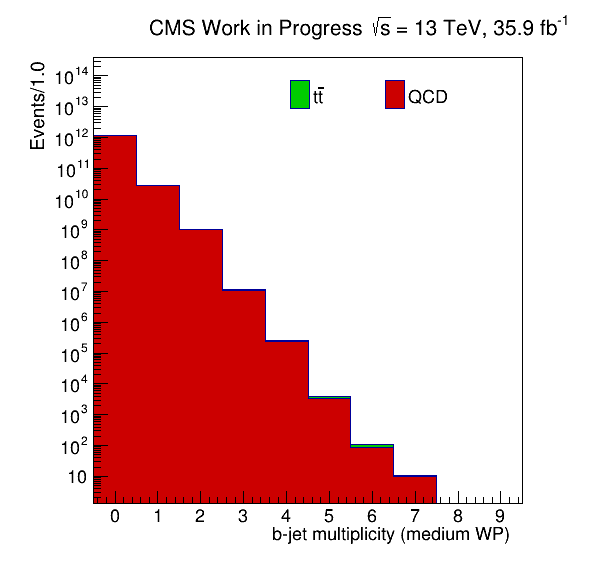 CMS Work in Progress √s = 13 TeV, 35.9 fb⁻¹
Events/1.0
tt̄
QCD
10¹⁴
10¹³
10¹²
10¹¹
10¹⁰
10⁹
10⁸
10⁷
10⁶
10⁵
10⁴
10³
10²
10
0 1 2 3 4 5 6 7 8 9
b-jet multiplicity (medium WP)